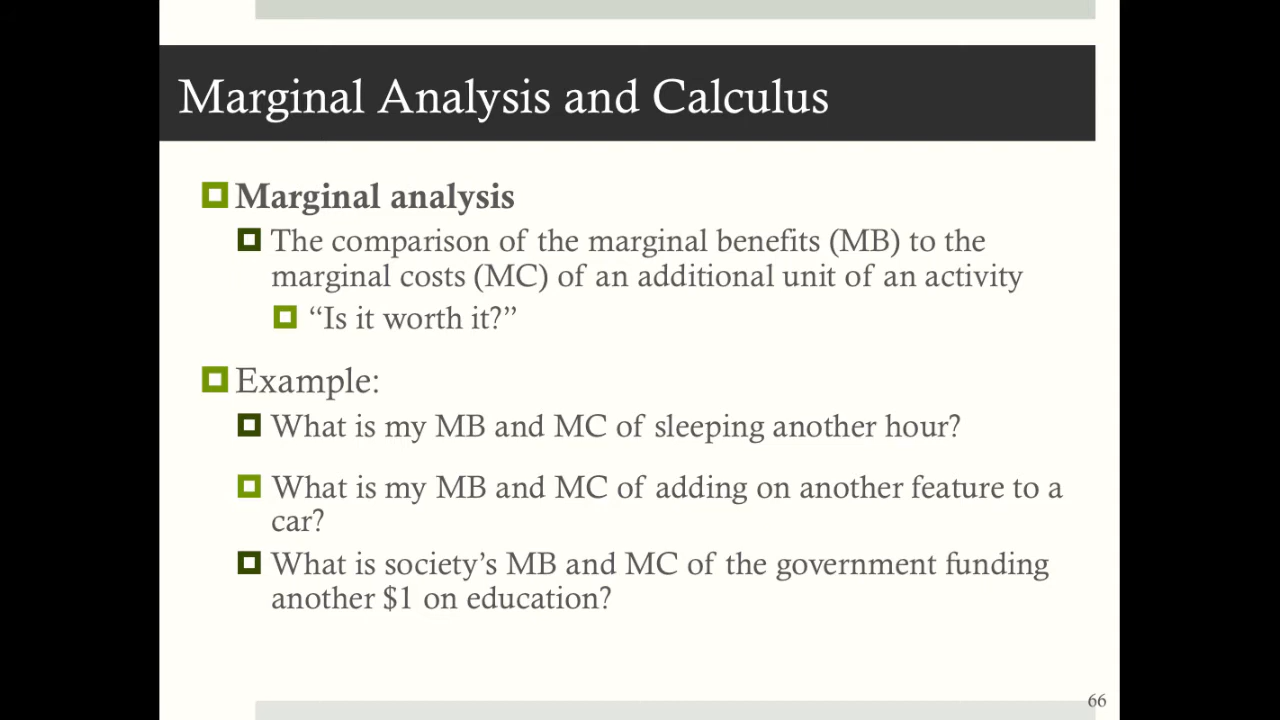 Marginal Analysis and Calculus
Marginal analysis
The comparison of the marginal benefits (MB) to the
marginal costs (MC) of an additional unit of an activity
“Is it worth it?”
Example:
What is my MB and MC of sleeping another hour?
What is my MB and MC of adding on another feature to a
car?
What is society’s MB and MC of the government funding
another $1 on education?
66